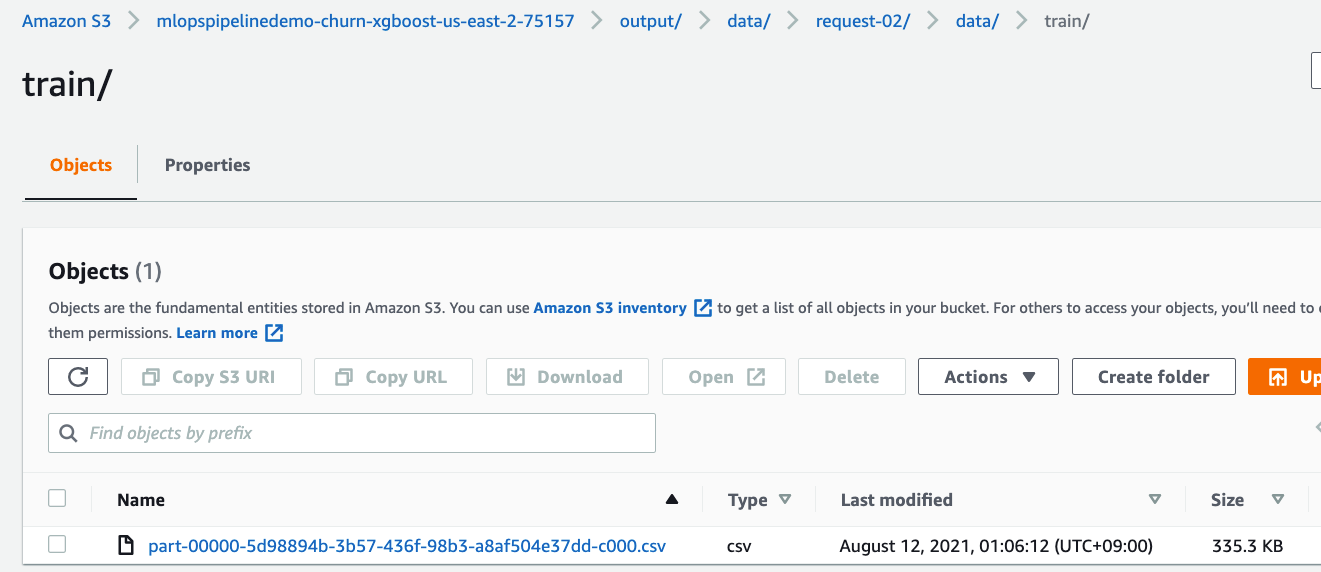 Amazon S3 > mlopspipelinedemo-churn-xgboost-us-east-2-75157 > output/ > data/ > request-02/ > data/ > train/
train/
Objects Properties
Objects (1)
Objects are the fundamental entities stored in Amazon S3. You can use Amazon S3 inventory to get a list of all objects in your bucket. For others to access your objects, you'll need to
them permissions. Learn more
Copy S3 URI Copy URL Download Open Delete Actions Create folder Up
Find objects by prefix
Name Type Last modified Size
part-00000-5d98894b-3b57-436f-98b3-a8af504e37dd-c000.csv csv August 12, 2021, 01:06:12 (UTC+09:00) 335.3 KB